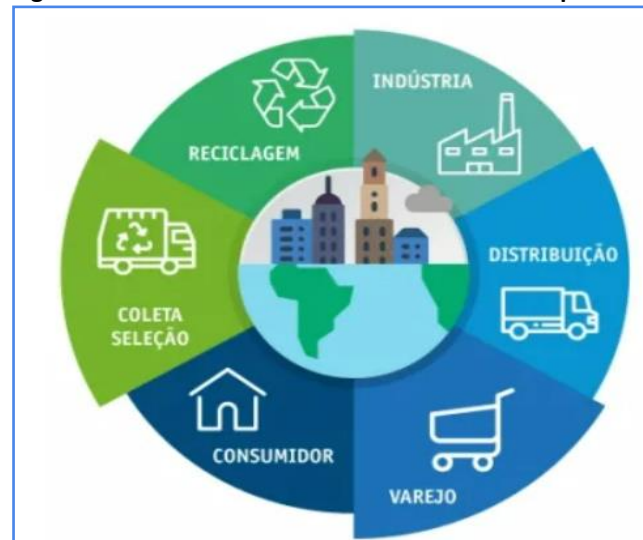 INDÚSTRIA
DISTRIBUIÇÃO
VAREJO
CONSUMIDOR
COLETA
SELEÇÃO
RECICLAGEM